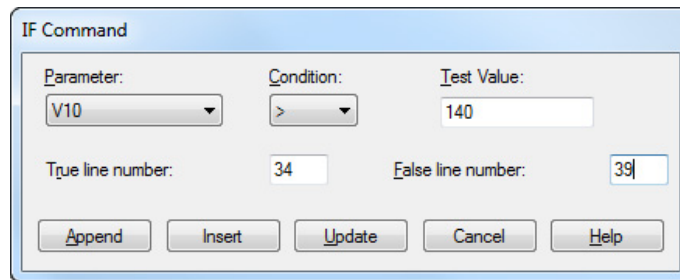 IF Command
Parameter: Condition: Test Value:
V10 > 140
True line number: 34 False line number: 39
Append Insert Update Cancel Help